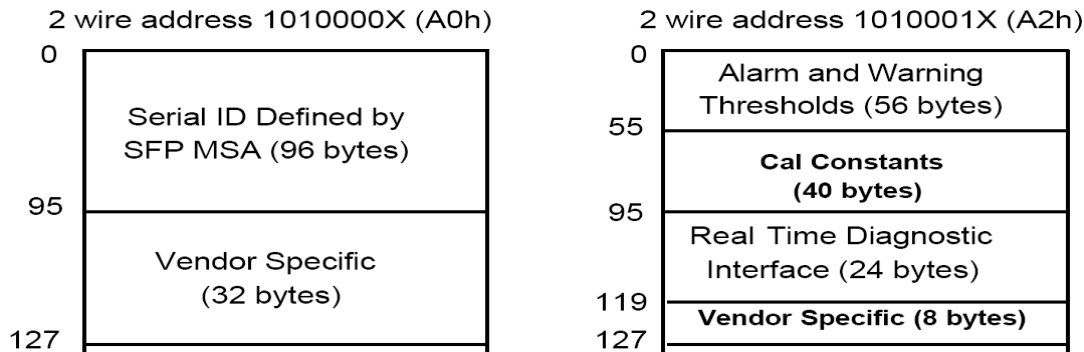 2 wire address 1010000X (A0h)
0
Serial ID Defined by
SFP MSA (96 bytes)
95
Vendor Specific
(32 bytes)
127
2 wire address 1010001X (A2h)
0
Alarm and Warning
Thresholds (56 bytes)
55
Cal Constants
(40 bytes)
95
Real Time Diagnostic
Interface (24 bytes)
119
Vendor Specific (8 bytes)
127